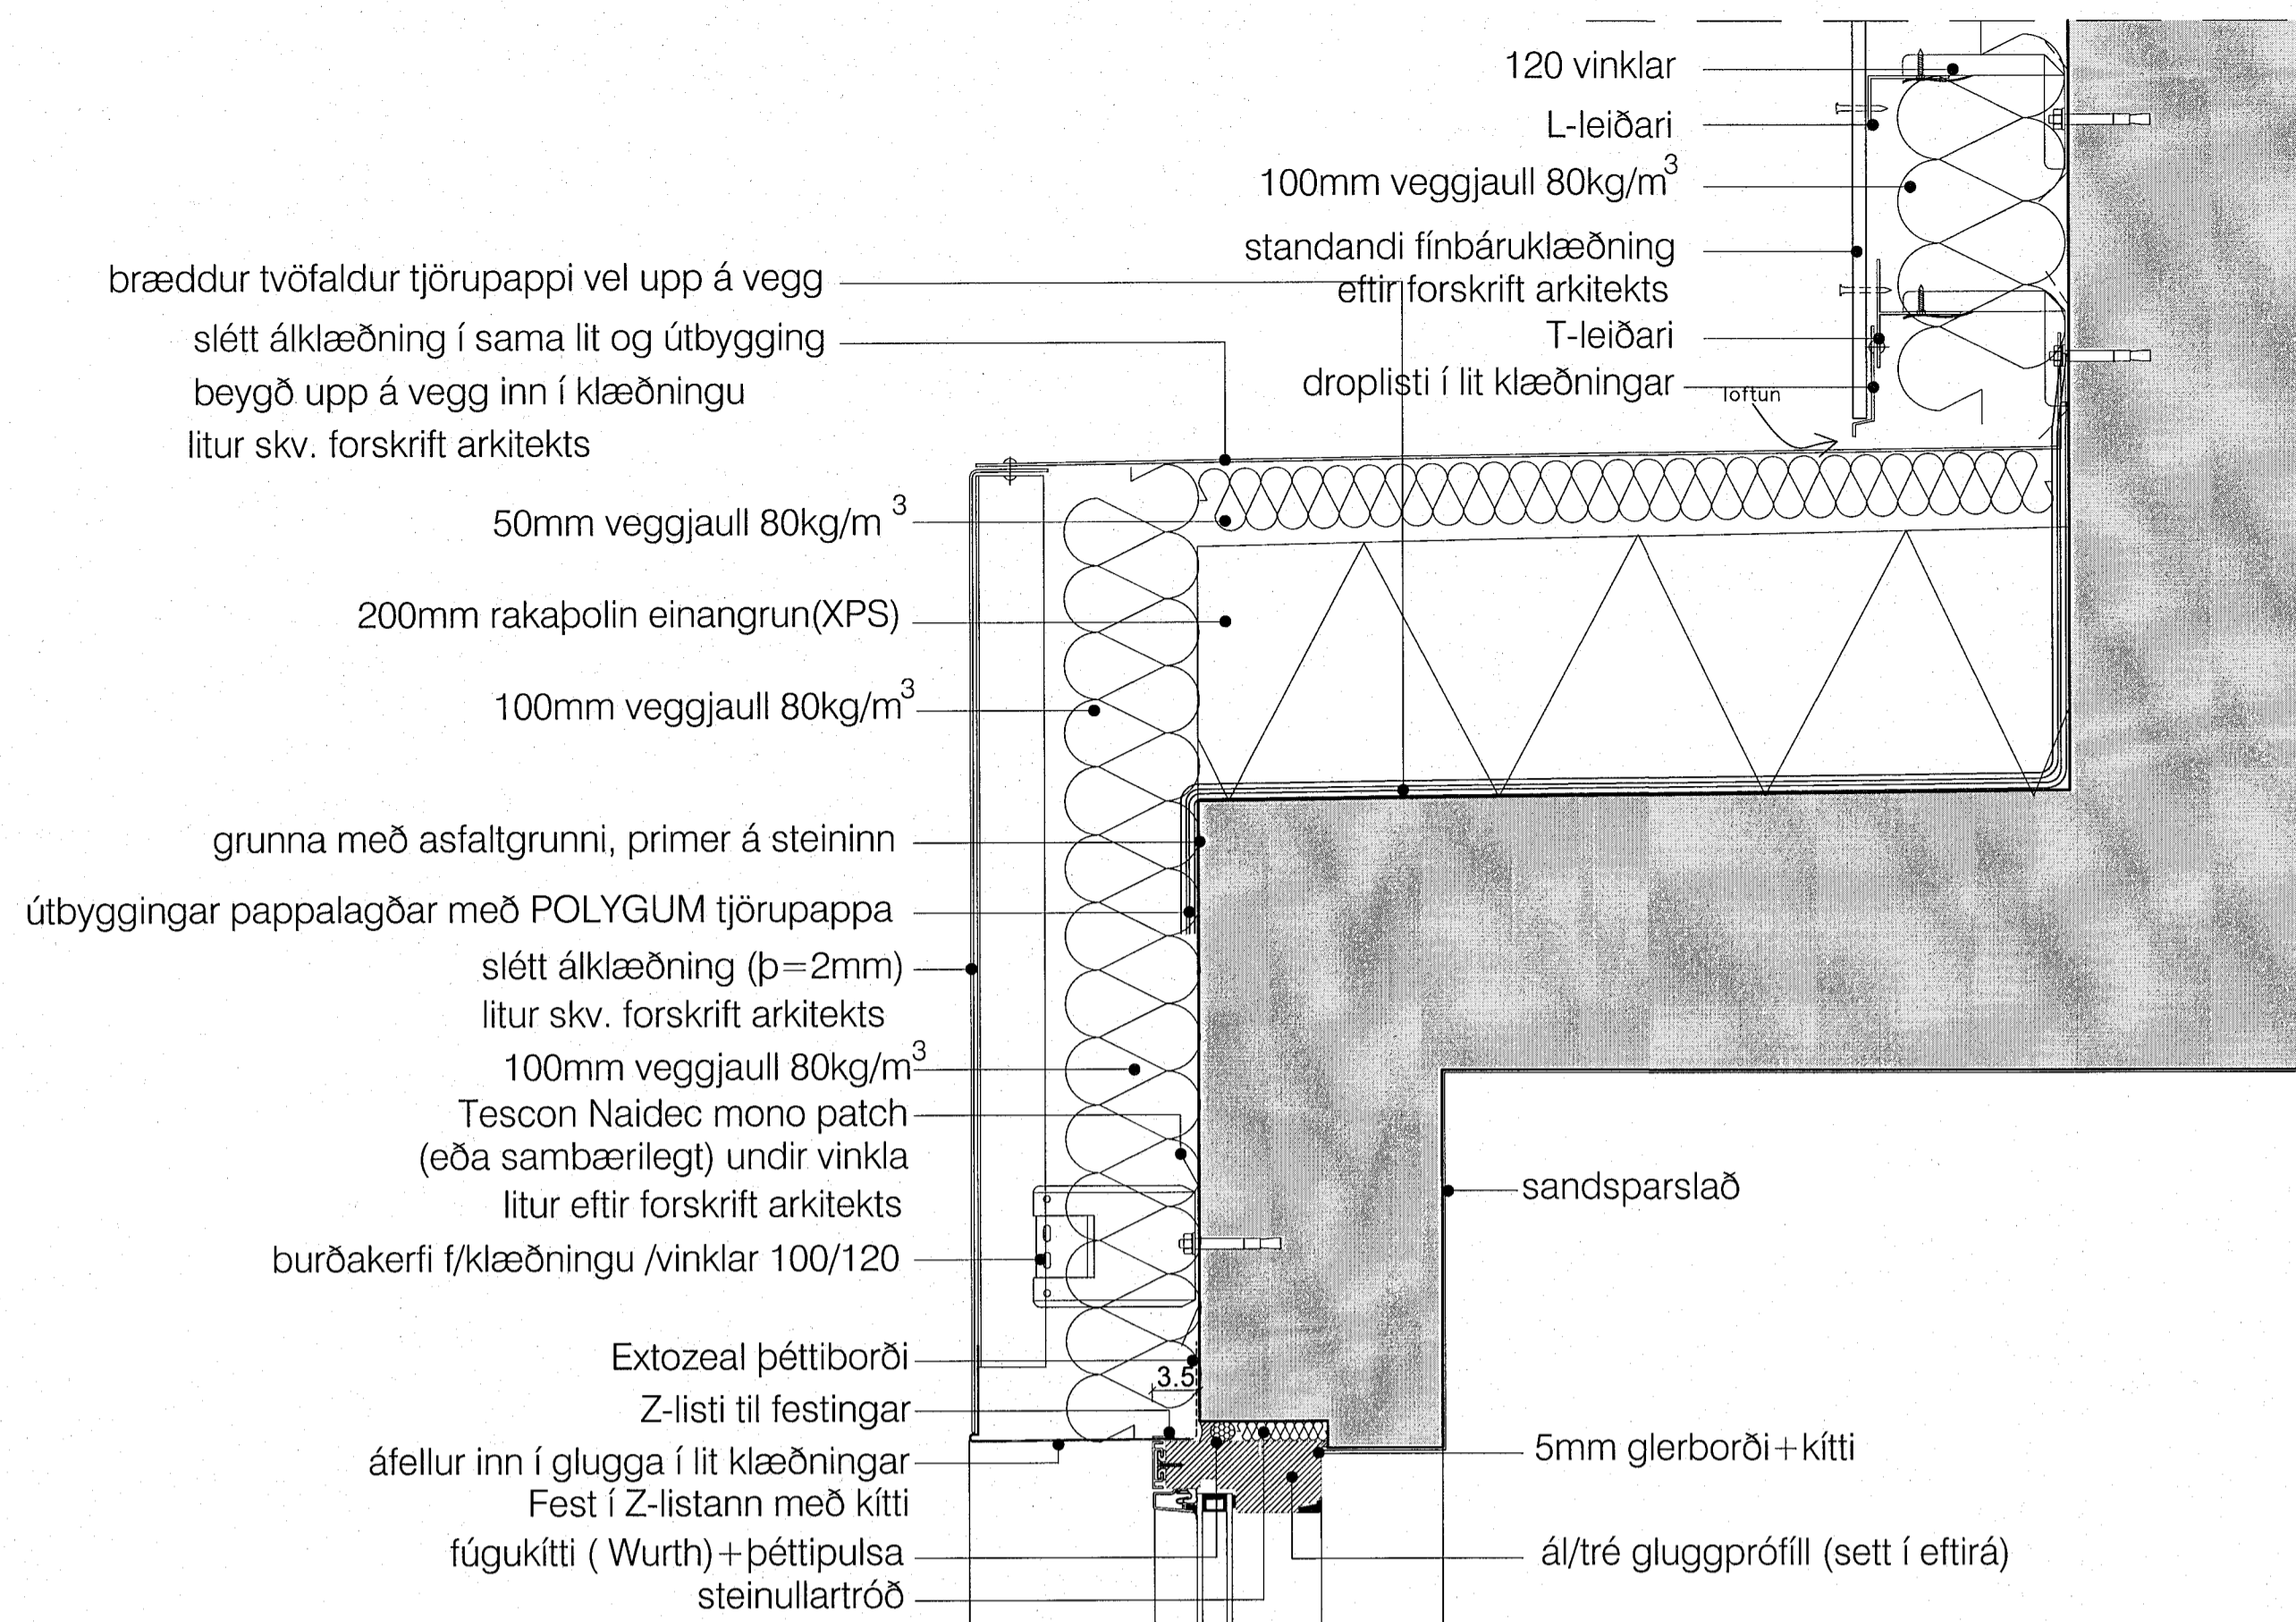 120 vinklar
L-leiðari
100mm veggjaull 80kg/m³
standandi fínbáruklæðning
eftir forskrift arkitekts
T-leiðari
droplisti í lit klæðningar
loftun
bræddur tvöfaldur tjörupappi vel upp á vegg
slétt álklæðning í sama lit og útbygging
beygð upp á vegg inn í klæðningu
litur skv. forskrift arkitekts
50mm veggjaull 80kg/m ³
200mm rakaþolin einangrun(XPS)
100mm veggjaull 80kg/m³
grunna með asfaltgrunni, primer á steininn
útbyggingar pappalagðar með POLYGUM tjörupappa
slétt álklæðning (þ=2mm)
litur skv. forskrift arkitekts
100mm veggjaull 80kg/m³
Tescon Naidec mono patch
(eða sambærilegt) undir vinkla
litur eftir forskrift arkitekts
burðakerfi f/klæðningu /vinklar 100/120
Extozeal þéttiborði
3.5
Z-listi til festingar
áfellur inn í glugga í lit klæðningar
Fest í Z-listann með kítti
fúgukítti ( Wurth)+þéttipulsa
steinullartróð
sandsparslað
5mm glerborði+kítti
ál/tré gluggprófíll (sett í eftirá)